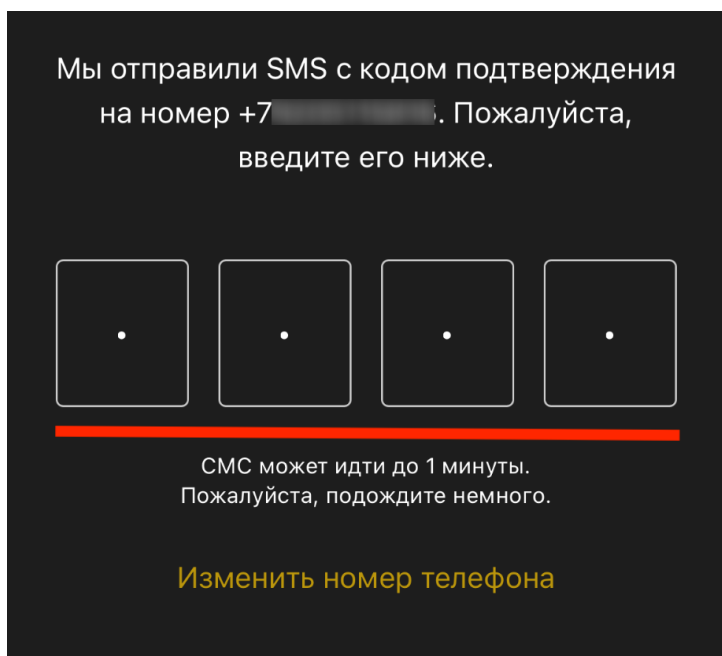 Мы отправили SMS с кодом подтверждения
на номер +7 . Пожалуйста,
введите его ниже.
СМС может идти до 1 минуты.
Пожалуйста, подождите немного.
Изменить номер телефона